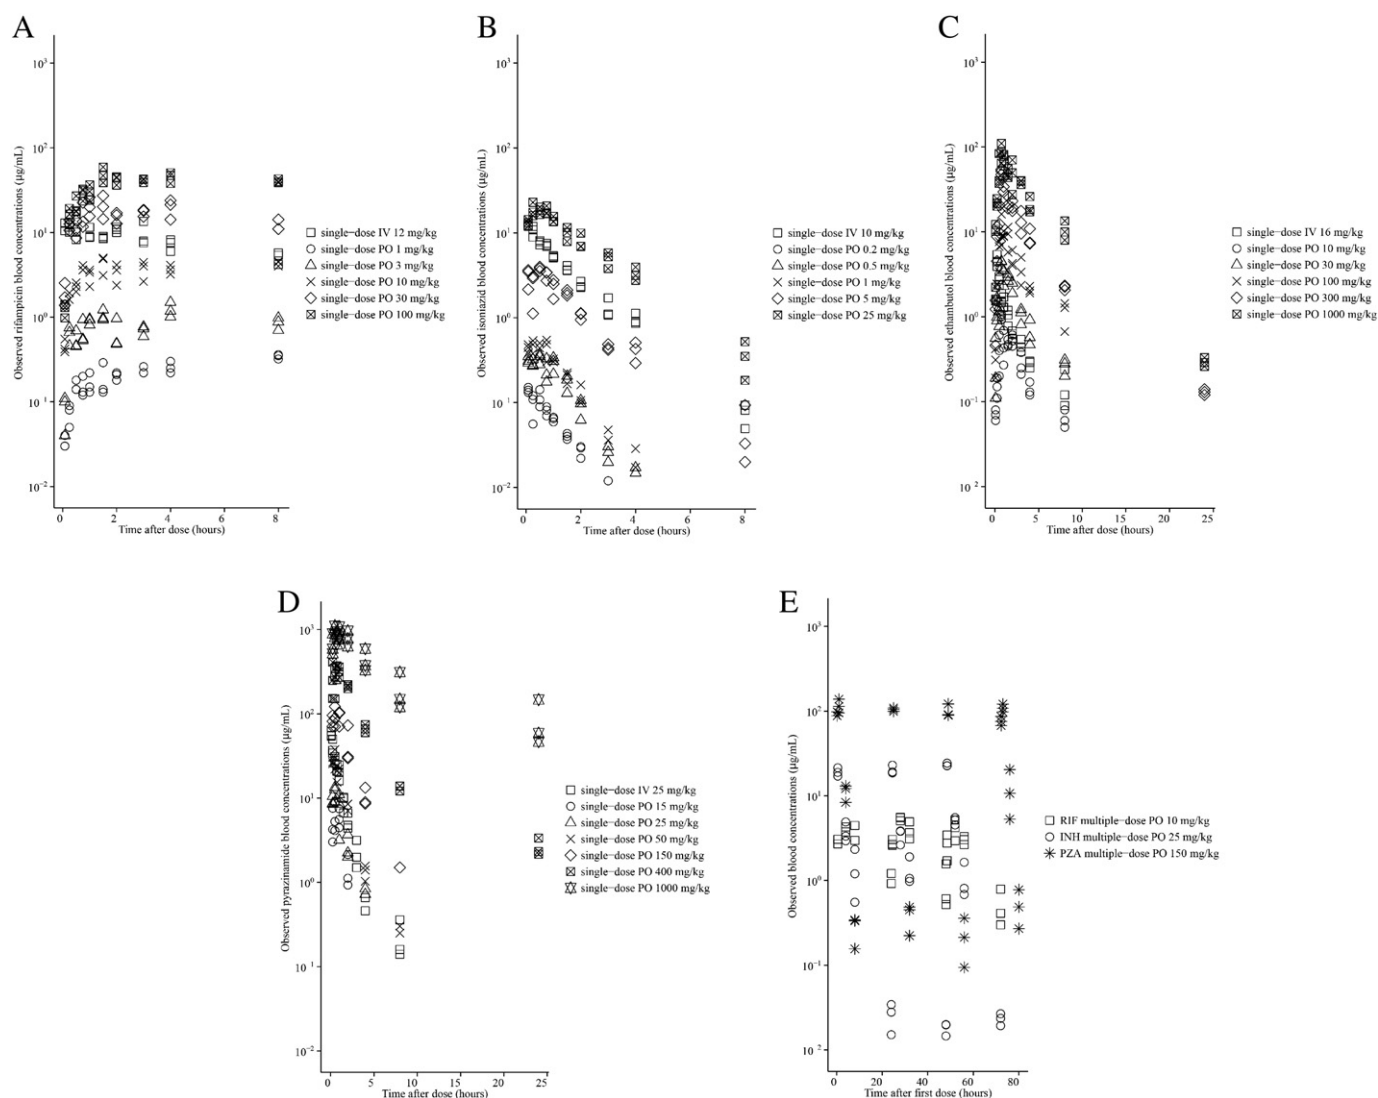 A
Observed rifampicin blood concentrations (µg/mL)
10³
10²
10¹
10⁰
10⁻¹
10⁻²
0 2 4 6 8
Time after dose (hours)
single−dose IV 12 mg/kg
single−dose PO 1 mg/kg
single−dose PO 3 mg/kg
single−dose PO 10 mg/kg
single−dose PO 30 mg/kg
single−dose PO 100 mg/kg
B
Observed isoniazid blood concentrations (µg/mL)
10³
10²
10¹
10⁰
10⁻¹
10⁻²
0 2 4 6 8
Time after dose (hours)
single−dose IV 10 mg/kg
single−dose PO 0.2 mg/kg
single−dose PO 0.5 mg/kg
single−dose PO 1 mg/kg
single−dose PO 5 mg/kg
single−dose PO 25 mg/kg
C
Observed ethambutol blood concentrations (µg/mL)
10³
10²
10¹
10⁰
10⁻¹
10⁻²
0 5 10 15 20 25
Time after dose (hours)
single−dose IV 16 mg/kg
single−dose PO 10 mg/kg
single−dose PO 30 mg/kg
single−dose PO 100 mg/kg
single−dose PO 300 mg/kg
single−dose PO 1000 mg/kg
D
Observed pyrazinamide blood concentrations (µg/mL)
10³
10²
10¹
10⁰
10⁻¹
10⁻²
0 5 10 15 20 25
Time after dose (hours)
single−dose IV 25 mg/kg
single−dose PO 15 mg/kg
single−dose PO 25 mg/kg
single−dose PO 50 mg/kg
single−dose PO 150 mg/kg
single−dose PO 400 mg/kg
single−dose PO 1000 mg/kg
E
Observed blood concentrations (µg/mL)
10³
10²
10¹
10⁰
10⁻¹
10⁻²
0 20 40 60 80
Time after first dose (hours)
RIF multiple−dose PO 10 mg/kg
INH multiple−dose PO 25 mg/kg
PZA multiple−dose PO 150 mg/kg